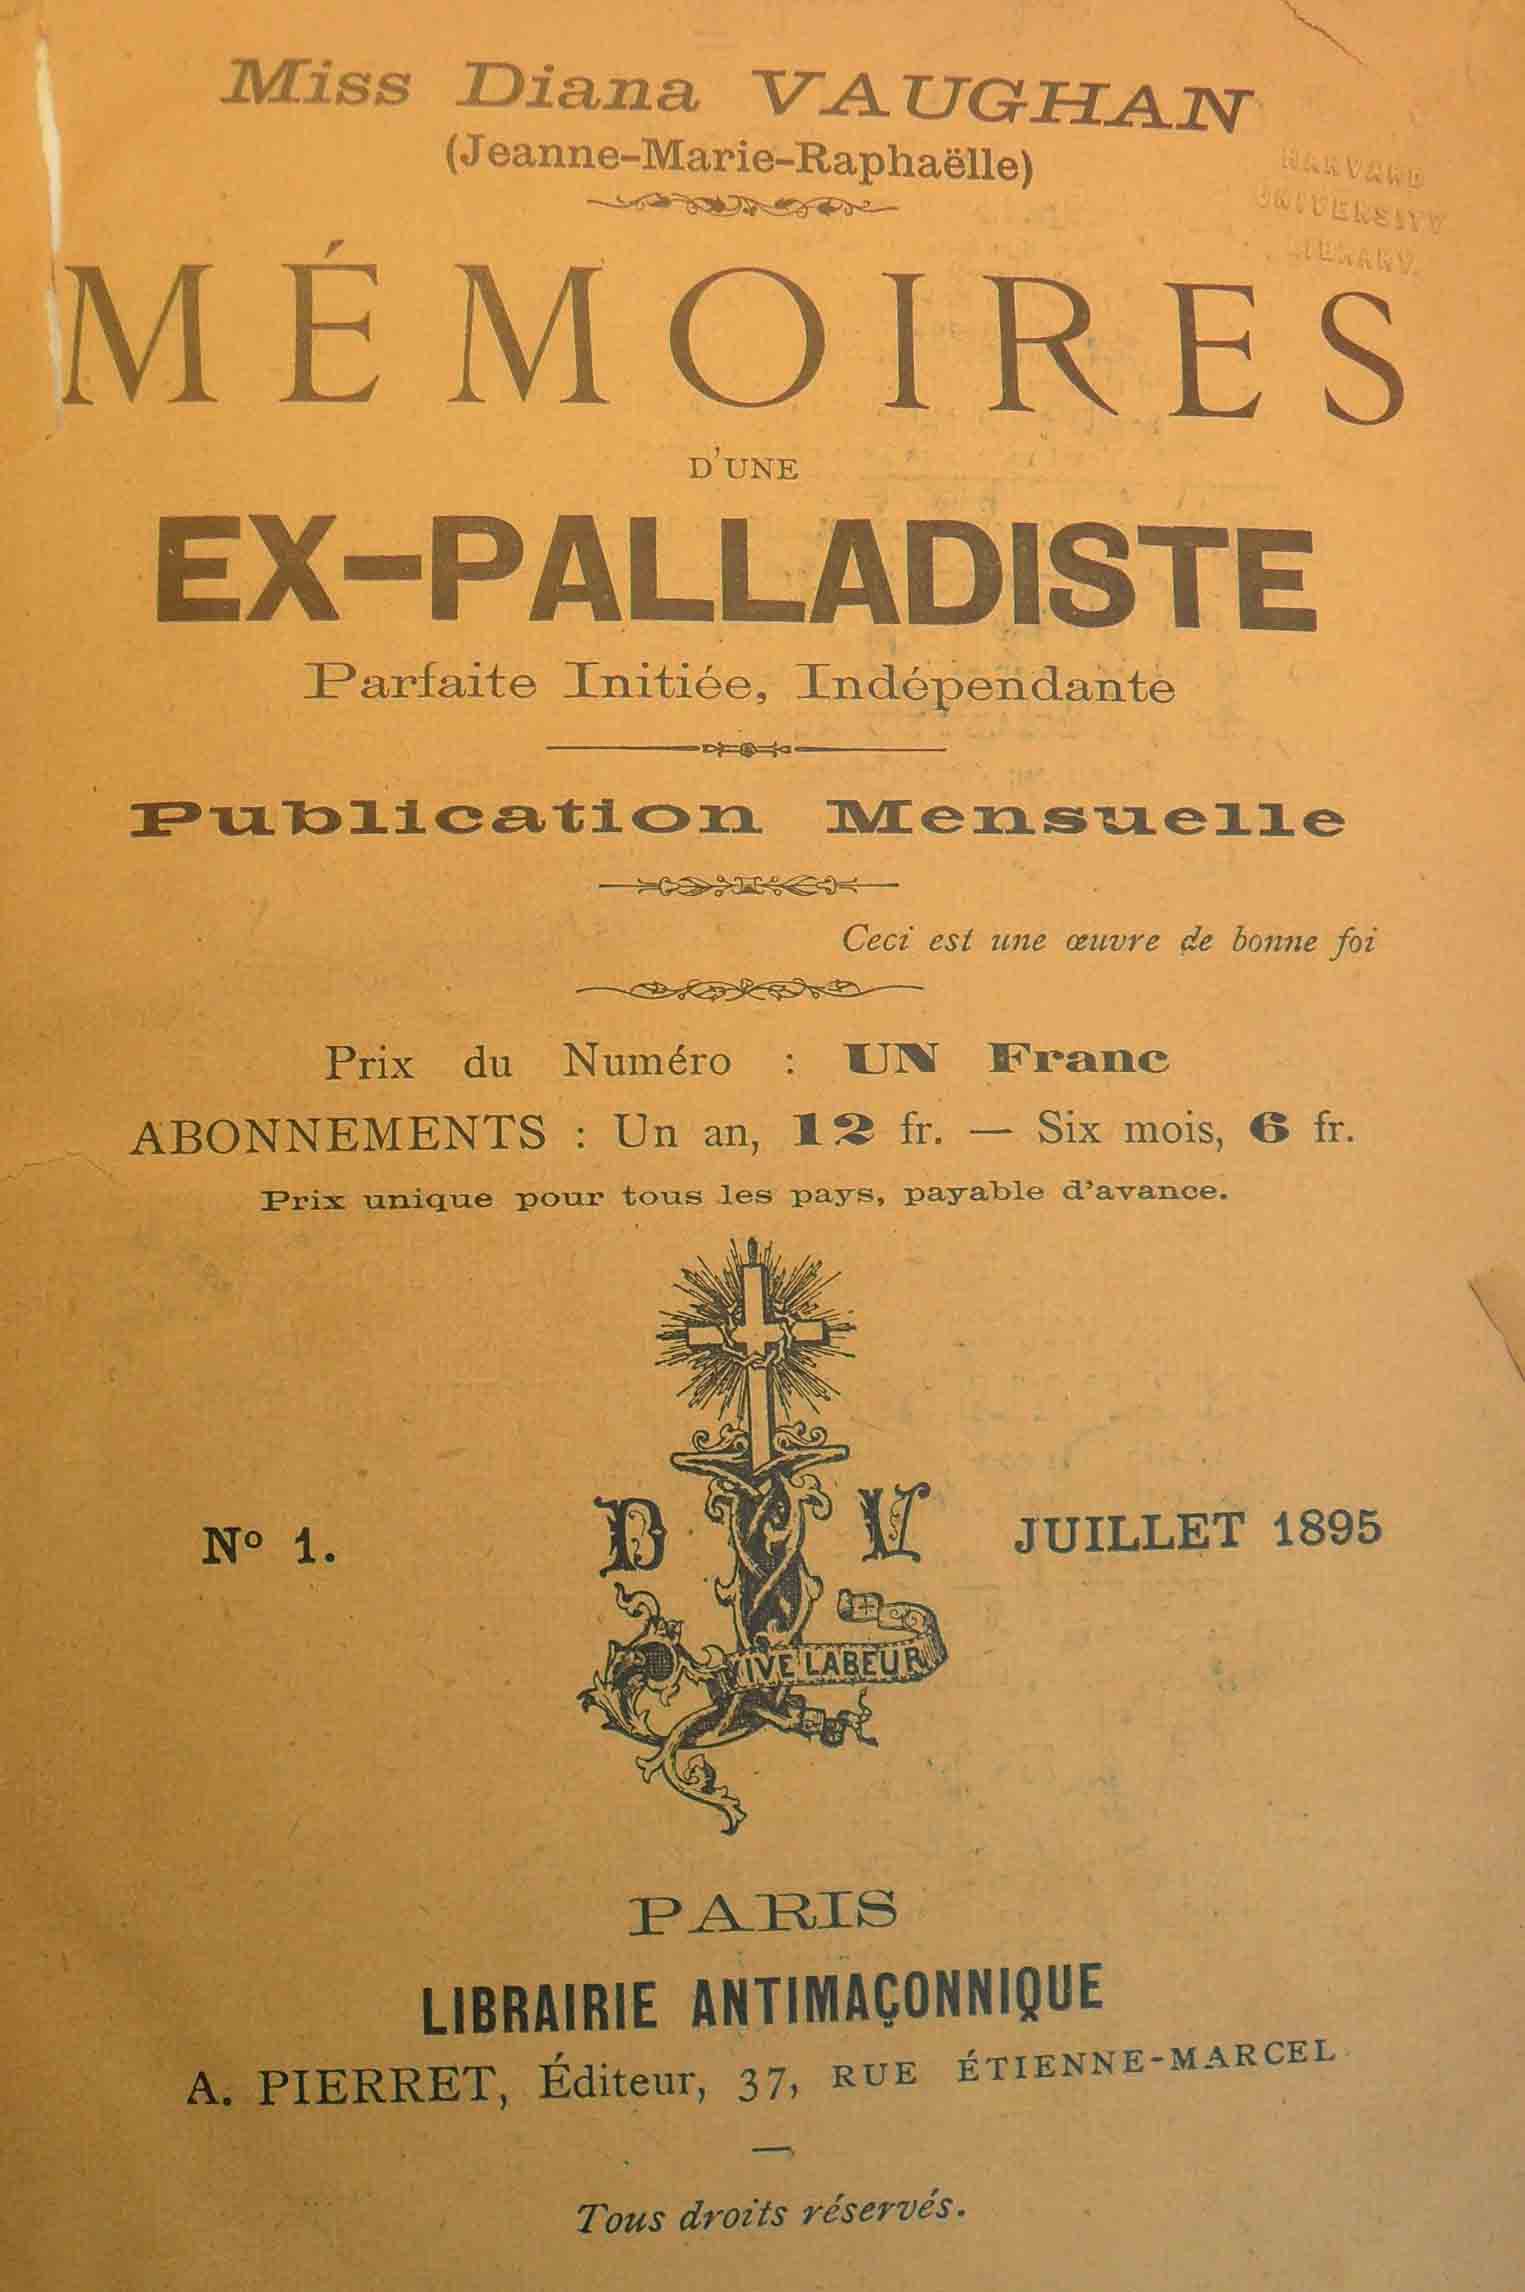 Miss Diana VAUGHAN
(Jeanne-Marie-Raphaëlle)
HARVARD
UNIVERSITY
LIBRARY.
MÉMOIRES
D'UNE
EX-PALLADISTE
Parfaite Initiée, Indépendante
Publication Mensuelle
Ceci est une œuvre de bonne foi
Prix du Numéro : UN Franc
ABONNEMENTS : Un an, 12 fr. — Six mois, 6 fr.
Prix unique pour tous les pays, payable d'avance.
Nº 1.
D V
JUILLET 1895
VIVE LABEUR
PARIS
LIBRAIRIE ANTIMAÇONNIQUE
A. PIERRET, Éditeur, 37, RUE ÉTIENNE-MARCEL
Tous droits réservés.